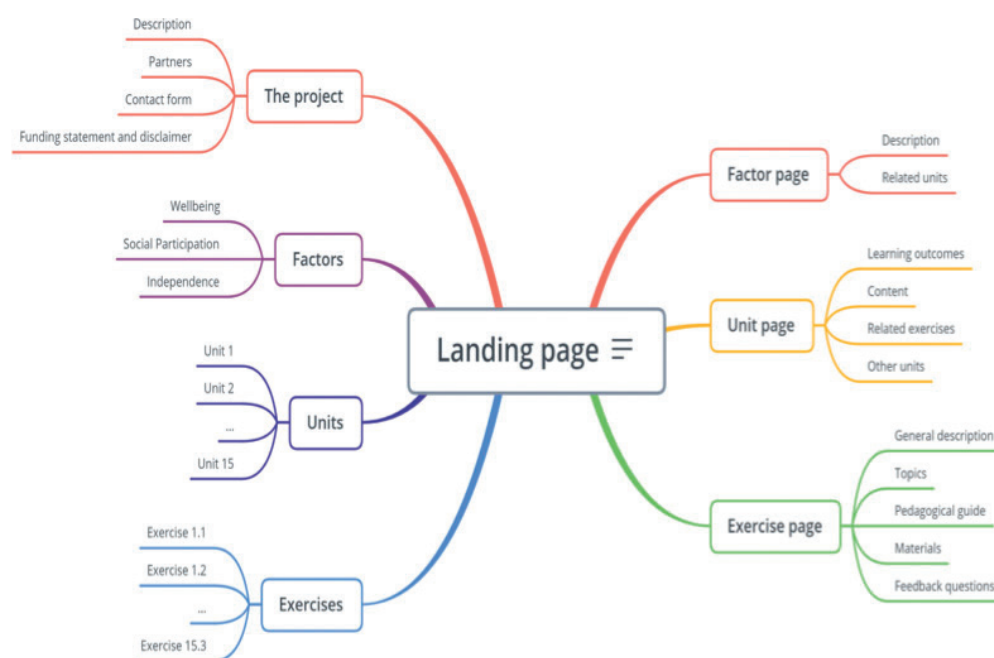 Description
Partners
Contact form
Funding statement and disclaimer
The project
Wellbeing
Social Participation
Independence
Factors
Unit 1
Unit 2
...
Unit 15
Units
Exercise 1.1
Exercise 1.2
...
Exercise 15.3
Exercises
Landing page
Factor page
Description
Related units
Unit page
Learning outcomes
Content
Related exercises
Other units
Exercise page
General description
Topics
Pedagogical guide
Materials
Feedback questions